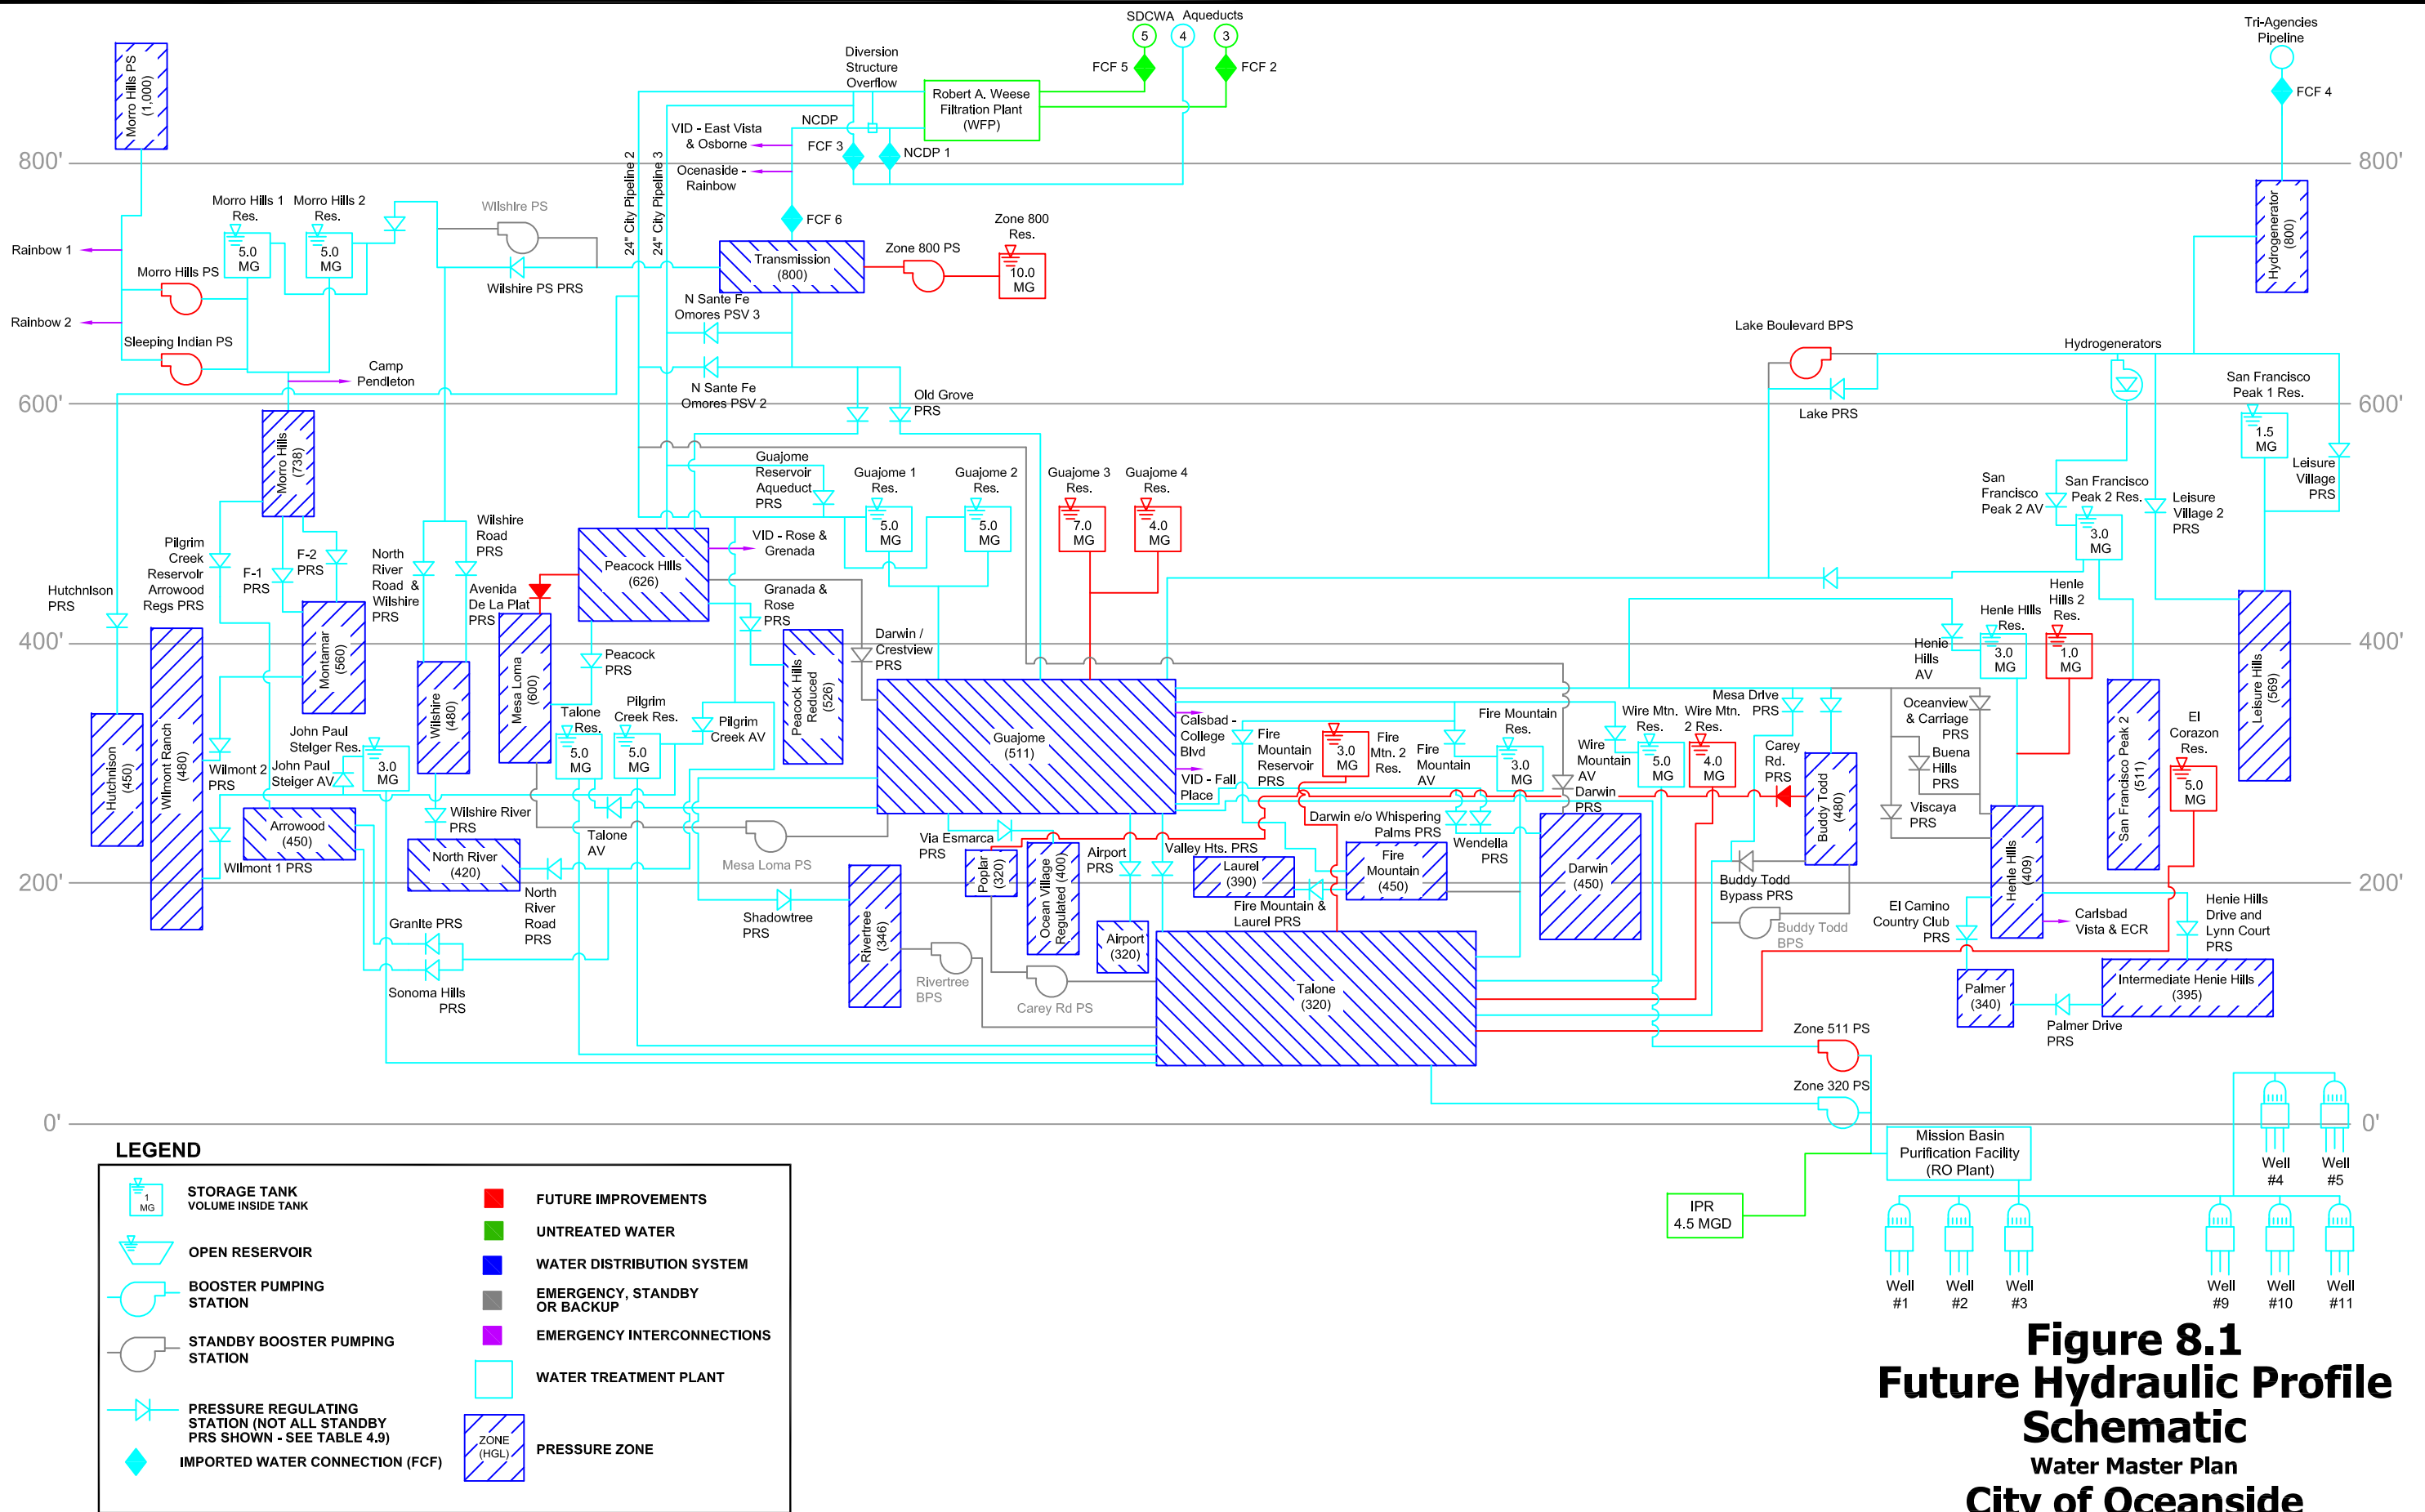 SDCWA Aqueducts
5
4
3
FCF 5
FCF 2
Tri-Agencies
Pipeline
FCF 4
Diversion
Structure
Overflow
Robert A. Weese
Filtration Plant
(WFP)
Morro Hills PS
(1,000)
NCDP
VID - East Vista
& Osborne
FCF 3
NCDP 1
Ocenaside -
Rainbow
800'
800'
24" City Pipeline 2
24" City Pipeline 3
Morro Hills 1
Res.
5.0
MG
Morro Hills 2
Res.
5.0
MG
Wilshire PS
FCF 6
Zone 800
Res.
10.0
MG
Zone 800 PS
Transmission
(800)
Hydrogenerator
(800)
Rainbow 1
Morro Hills PS
Wilshire PS PRS
N Sante Fe
Omores PSV 3
Rainbow 2
Sleeping Indian PS
Camp
Pendleton
N Sante Fe
Omores PSV 2
Old Grove
PRS
Lake Boulevard BPS
Lake PRS
Hydrogenerators
San Francisco
Peak 1 Res.
1.5
MG
600'
600'
Morro Hills
(738)
Guajome
Reservoir
Aqueduct
PRS
Guajome 1
Res.
5.0
MG
Guajome 2
Res.
5.0
MG
Guajome 3
Res.
7.0
MG
Guajome 4
Res.
4.0
MG
San
Francisco
Peak 2 AV
San Francisco
Peak 2 Res.
3.0
MG
Leisure
Village 2
PRS
Leisure
Village
PRS
Pilgrim
Creek
Reservoir
Arrowood
Regs PRS
F-1
PRS
F-2
PRS
North
River
Road &
Wilshire
PRS
Wilshire
Road
PRS
Avenida
De La Plat
PRS
Peacock Hills
(626)
VID - Rose &
Grenada
Granada &
Rose
PRS
Hutchnison
PRS
Henie
Hills 2
Res.
1.0
MG
Henie Hills
Res.
3.0
MG
Henie
Hills
AV
400'
400'
Hutchnison
(450)
Wilmont Ranch
(480)
Montamar
(560)
Wilshire
(480)
Mesa Loma
(600)
Peacock
PRS
Peacock Hills
Reduced
(526)
Darwin /
Crestview
PRS
Guajome
(511)
Leisure Hills
(569)
San Francisco Peak 2
(511)
Wilmont 2
PRS
John Paul
Steiger Res.
3.0
MG
John Paul
Steiger AV
Talone
Res.
5.0
MG
Pilgrim
Creek Res.
5.0
MG
Pilgrim
Creek AV
Calsbad -
College
Blvd
VID - Fall
Place
Fire
Mountain
Reservoir
PRS
3.0
MG
Fire
Mtn. 2
Res.
Fire
Mountain
AV
Fire Mountain
Res.
3.0
MG
Wire
Mountain
AV
Wire Mtn.
Res.
5.0
MG
Wire Mtn.
2 Res.
4.0
MG
Mesa Drive
PRS
Carey
Rd.
PRS
Oceanview
& Carriage
PRS
Buena
Hills
PRS
Viscaya
PRS
El
Corazon
Res.
5.0
MG
Arrowood
(450)
Wilmont 1 PRS
Wilshire River
PRS
North River
(420)
Talone
AV
Mesa Loma PS
Via Esmarca
PRS
Poplar
(320)
Ocean Village
Regulated (400)
Airport
PRS
Valley Hts. PRS
Laurel
(390)
Darwin e/o Whispering
Palms PRS
Fire
Mountain
(450)
Wendella
PRS
Darwin
PRS
Darwin
(450)
Buddy Todd
(480)
Henie Hills
(409)
200'
200'
Granite PRS
Sonoma Hills
PRS
North
River
Road
PRS
Shadowtree
PRS
Rivertree
(346)
Rivertree
BPS
Carey Rd PS
Airport
(320)
Fire Mountain &
Laurel PRS
Buddy Todd
Bypass PRS
Buddy Todd
BPS
El Camino
Country Club
PRS
Carlsbad
Vista & ECR
Henie Hills
Drive and
Lynn Court
PRS
Talone
(320)
Palmer
(340)
Intermediate Henie Hills
(395)
Palmer Drive
PRS
Zone 511 PS
Zone 320 PS
0'
0'
Mission Basin
Purification Facility
(RO Plant)
Well
#4
Well
#5
IPR
4.5 MGD
Well
#1
Well
#2
Well
#3
Well
#9
Well
#10
Well
#11
LEGEND
1
MG
STORAGE TANK
VOLUME INSIDE TANK
OPEN RESERVOIR
BOOSTER PUMPING
STATION
STANDBY BOOSTER PUMPING
STATION
PRESSURE REGULATING
STATION (NOT ALL STANDBY
PRS SHOWN - SEE TABLE 4.9)
IMPORTED WATER CONNECTION (FCF)
FUTURE IMPROVEMENTS
UNTREATED WATER
WATER DISTRIBUTION SYSTEM
EMERGENCY, STANDBY
OR BACKUP
EMERGENCY INTERCONNECTIONS
WATER TREATMENT PLANT
ZONE
(HGL)
PRESSURE ZONE
Figure 8.1
Future Hydraulic Profile
Schematic
Water Master Plan
City of Oceanside